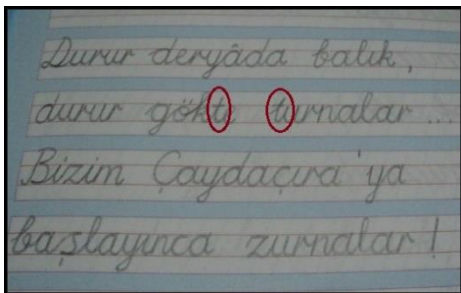 Durur deryâda balık,
durur gökte turnalar ...
Bizim Çaydaçıra'ya
başlayınca zurnalar!